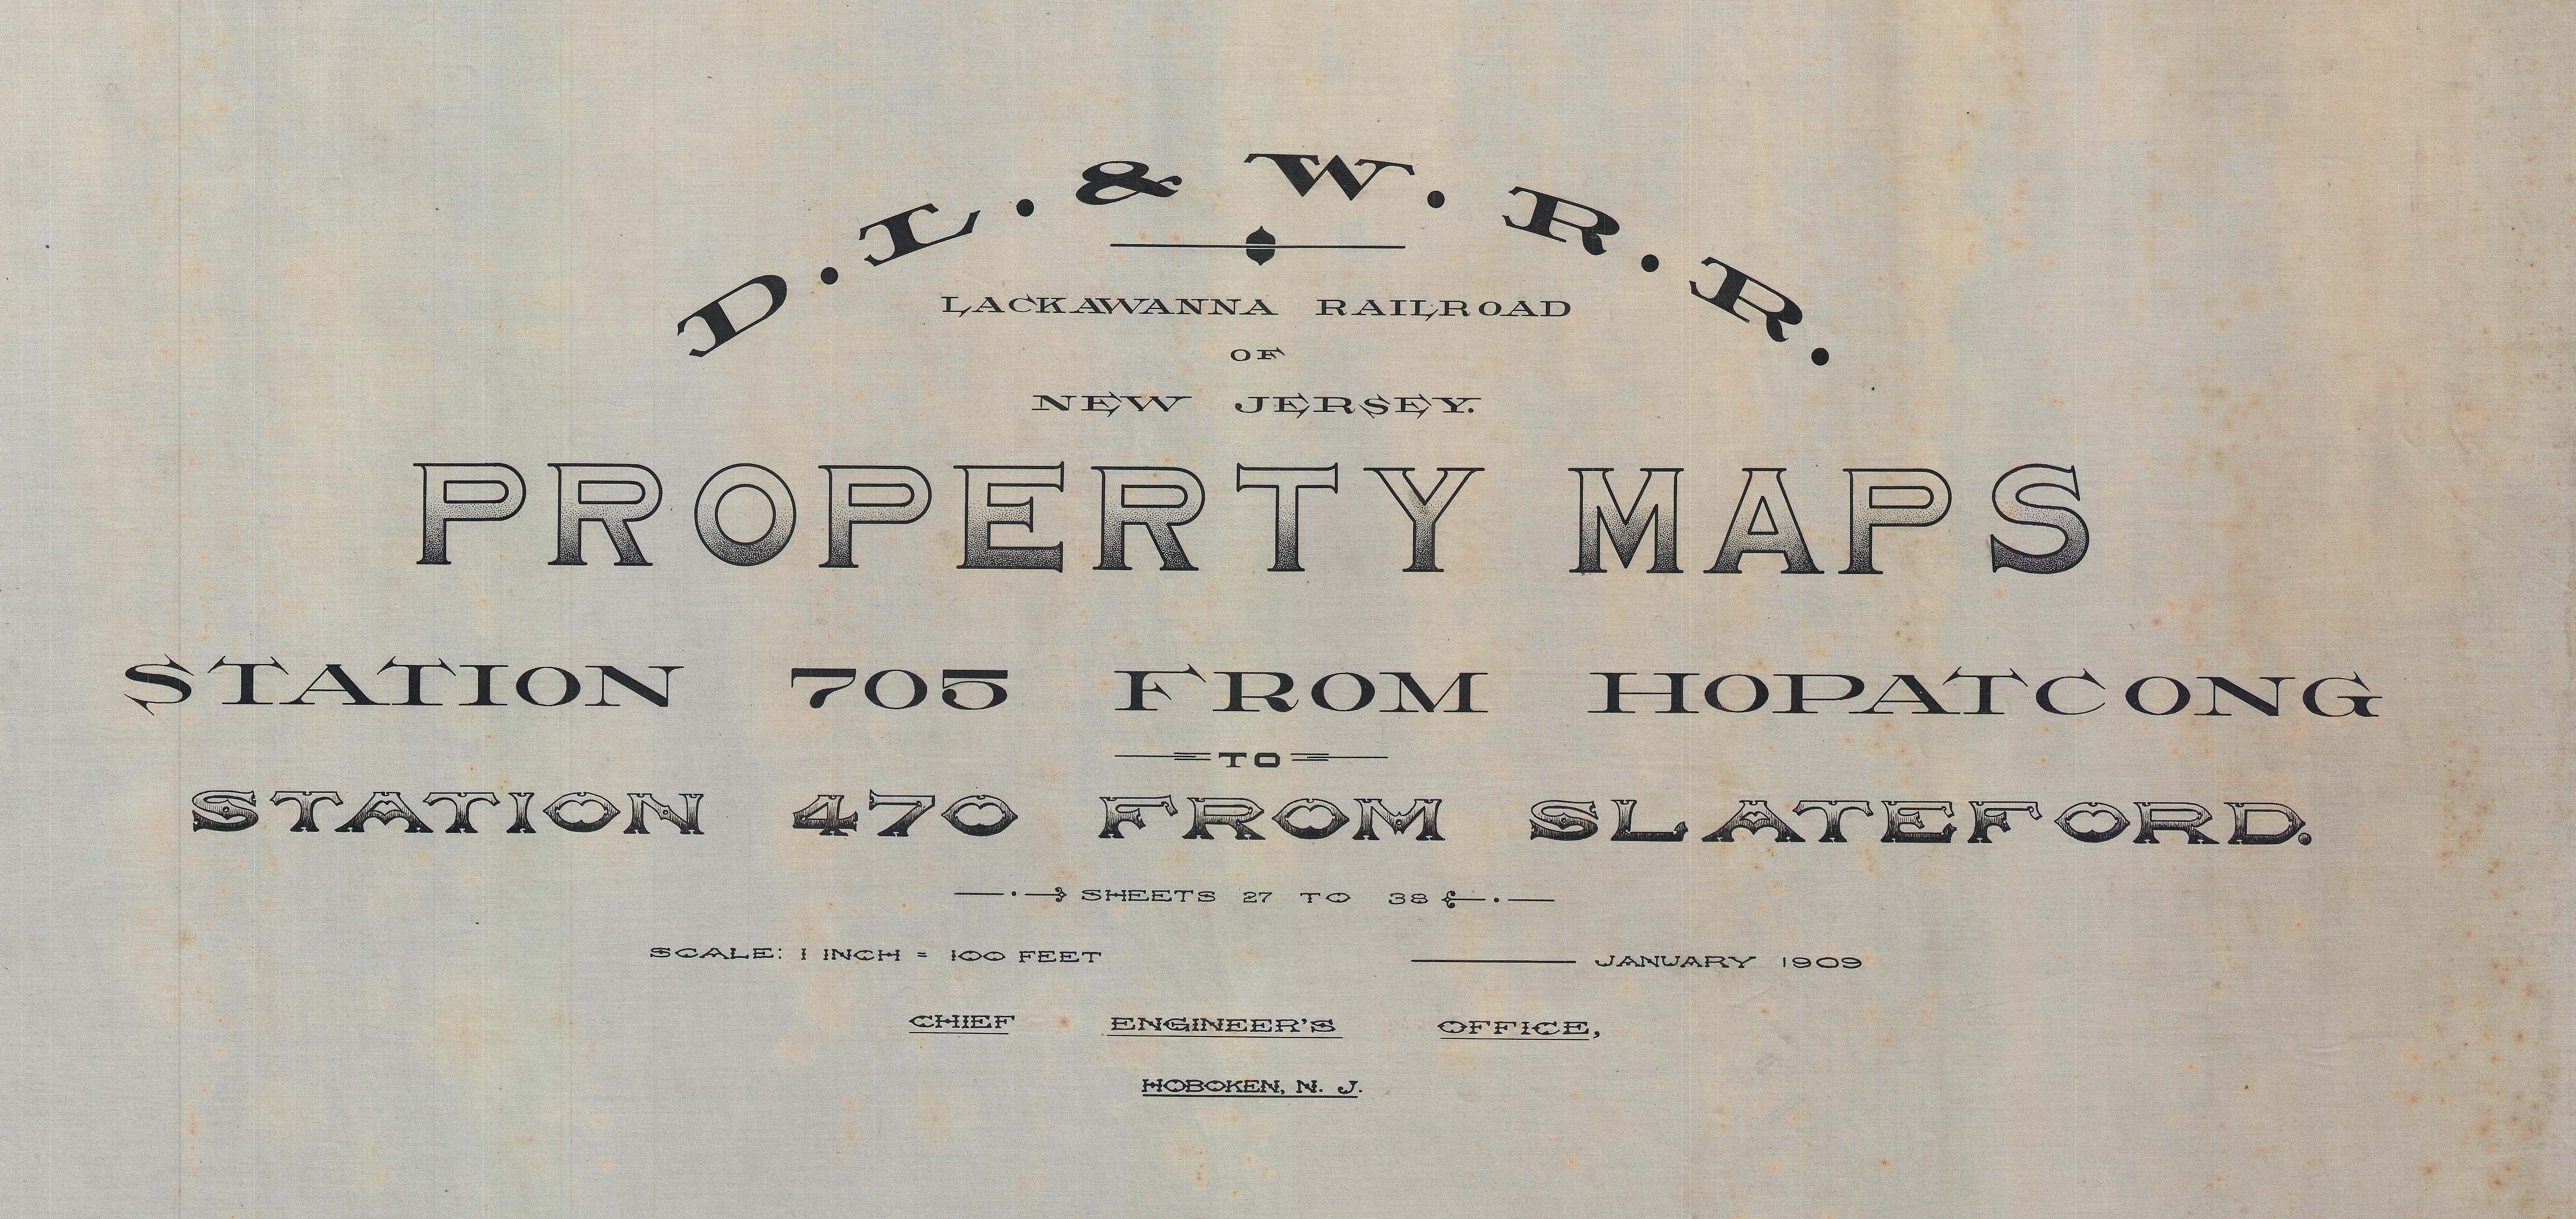 D. L. & W. R. R.
LACKAWANNA RAILROAD
OF
NEW JERSEY.
PROPERTY MAPS
STATION 705 FROM HOPATCONG
TO
STATION 470 FROM SLATEFORD.
SHEETS 27 TO 38
SCALE: 1 INCH = 100 FEET JANUARY 1909
CHIEF ENGINEER'S OFFICE,
HOBOKEN, N. J.